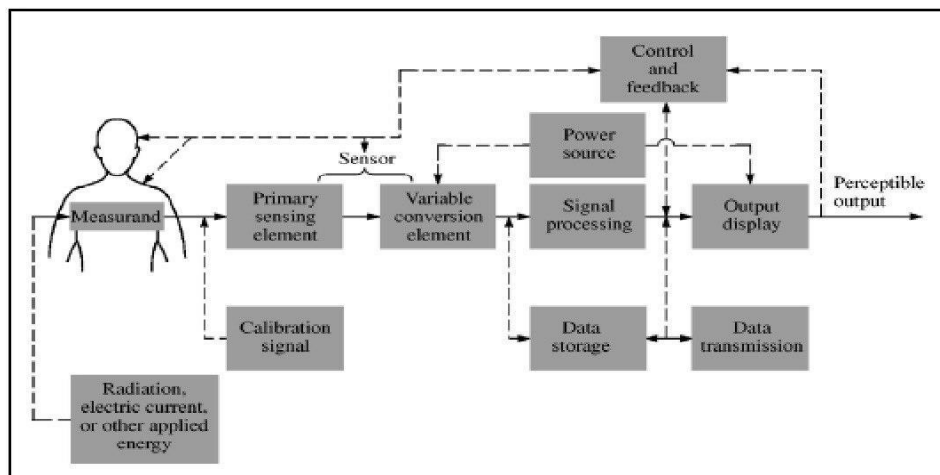 Control
and
feedback
Power
source
Sensor
Perceptible
output
Measurand
Primary
sensing
element
Variable
conversion
element
Signal
processing
Output
display
Calibration
signal
Data
storage
Data
transmission
Radiation,
electric current,
or other applied
energy